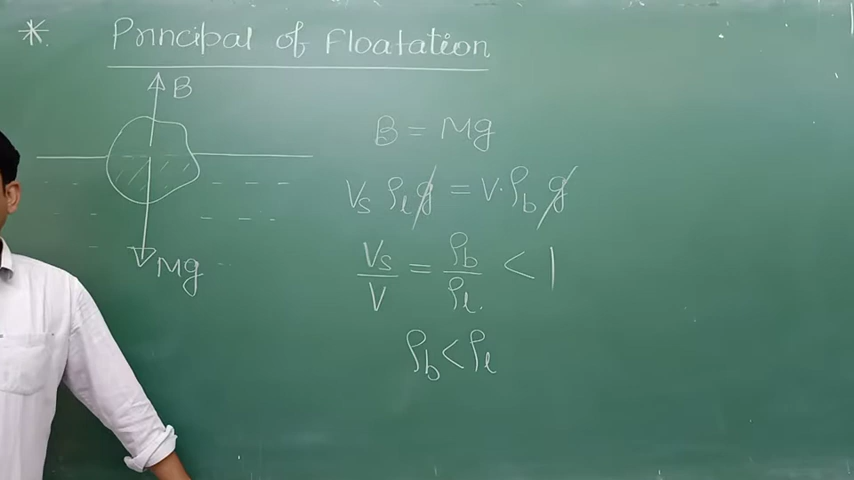 * Principal of Floatation
B
B = Mg
Vs ρl g = V·ρb g
Vs/V = ρb/ρl < 1
Mg
ρb < ρl